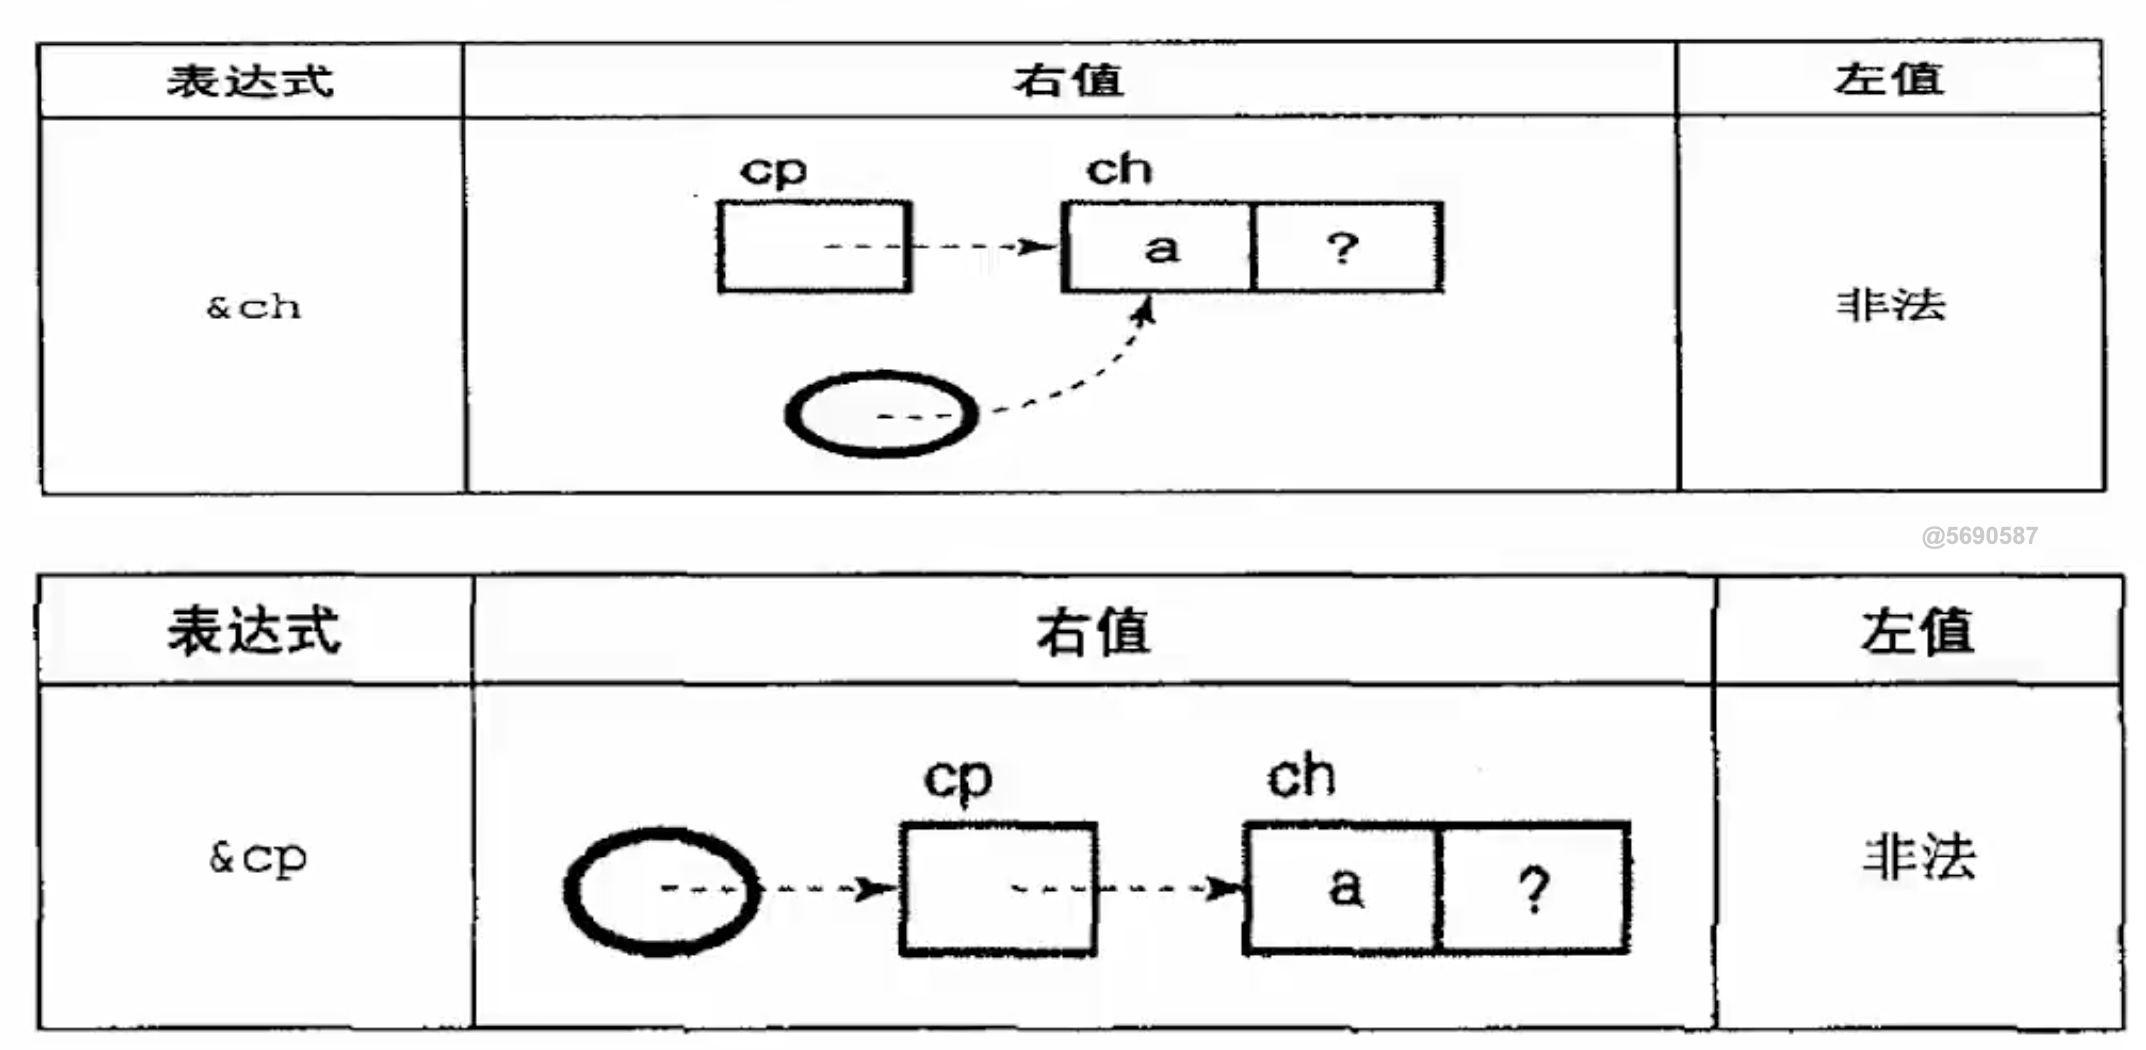 表达式 右值 左值
cp ch
a ?
&ch 非法
@5690587
表达式 右值 左值
cp ch
&cp a ? 非法